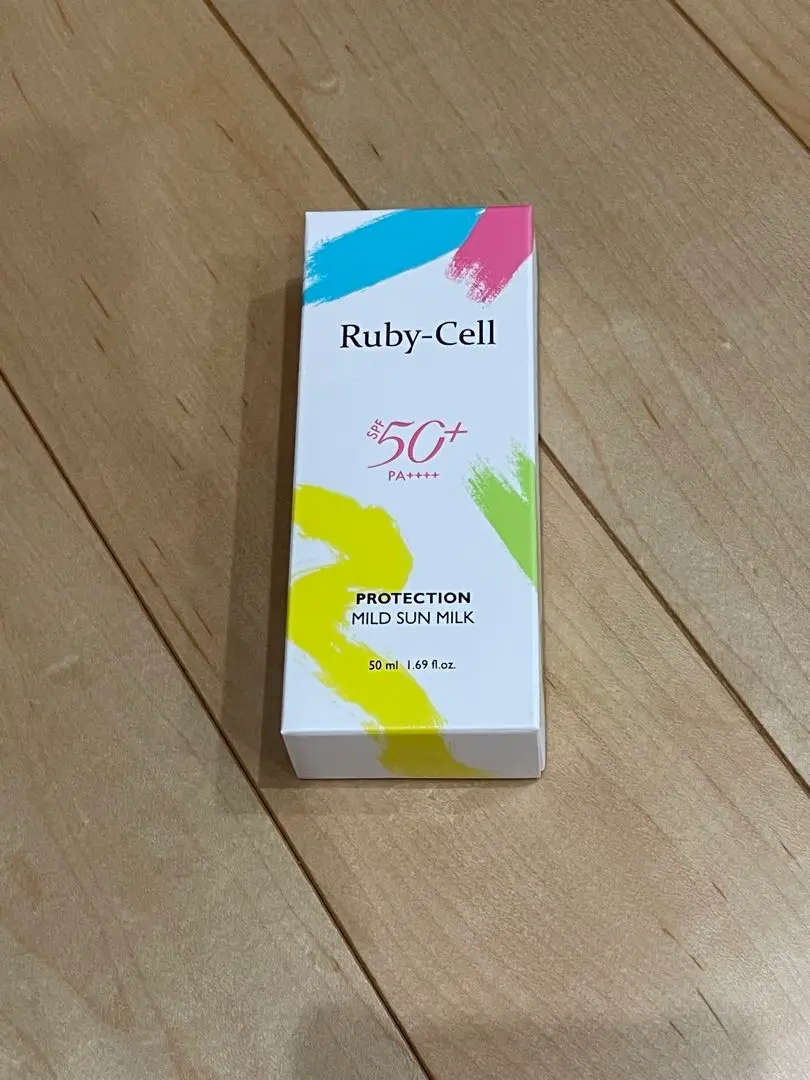 Ruby-Cell
SPF 50+
PA++++
PROTECTION
MILD SUN MILK
50 ml 1.69 fl.oz.